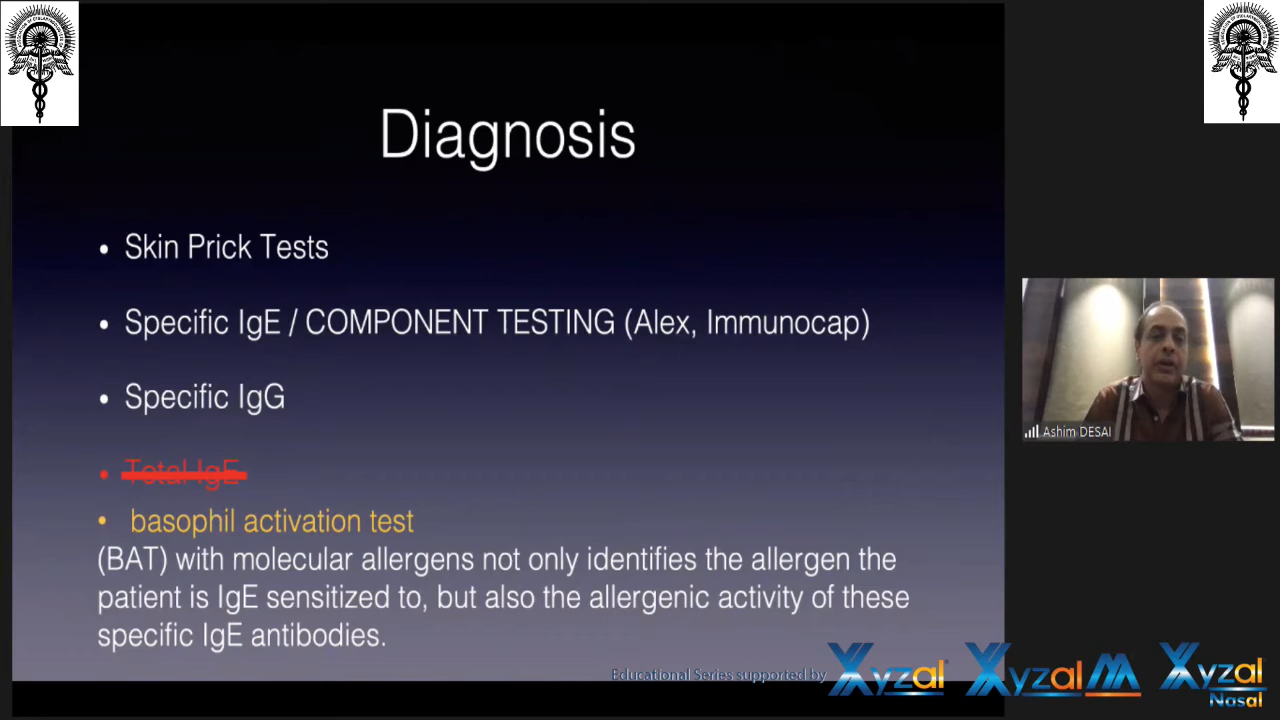 Diagnosis
• Skin Prick Tests
• Specific IgE / COMPONENT TESTING (Alex, Immunocap)
• Specific IgG
• Total IgE
• basophil activation test
(BAT) with molecular allergens not only identifies the allergen the
patient is IgE sensitized to, but also the allergenic activity of these
specific IgE antibodies.
Ashim DESAI
Educational Series supported by
Xyzal
Xyzal M
Xyzal
Nasal